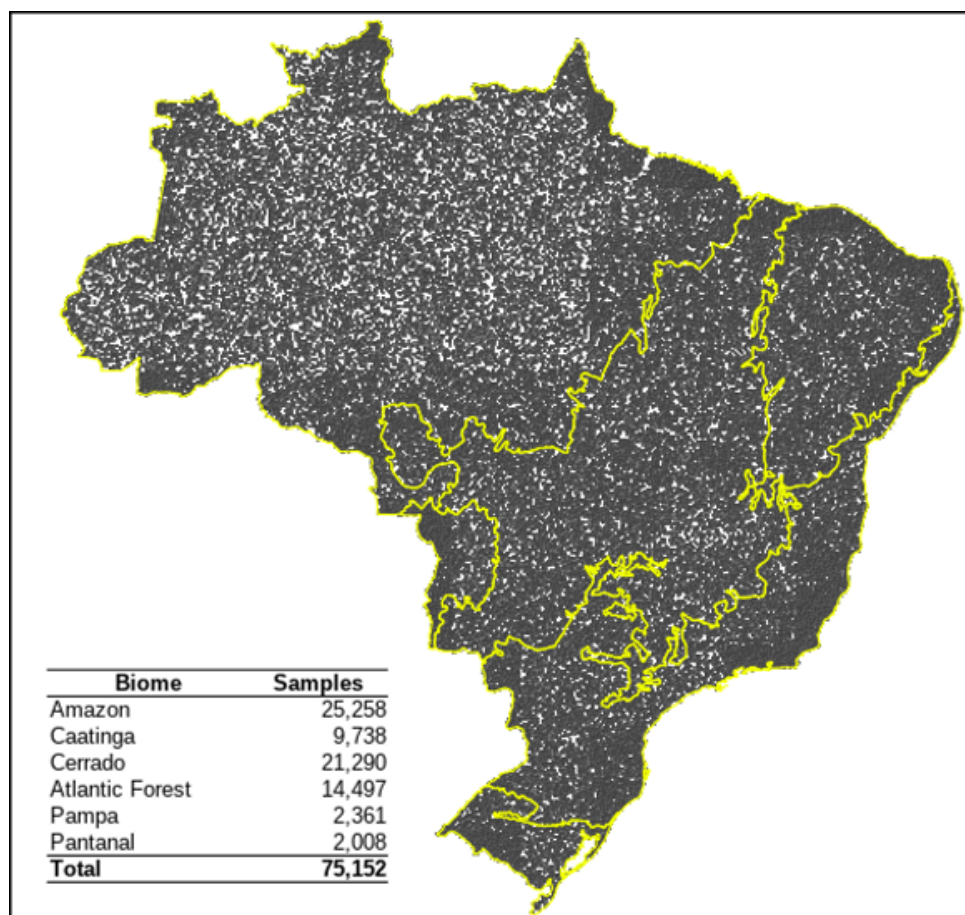 Biome Samples
Amazon 25,258
Caatinga 9,738
Cerrado 21,290
Atlantic Forest 14,497
Pampa 2,361
Pantanal 2,008
Total 75,152